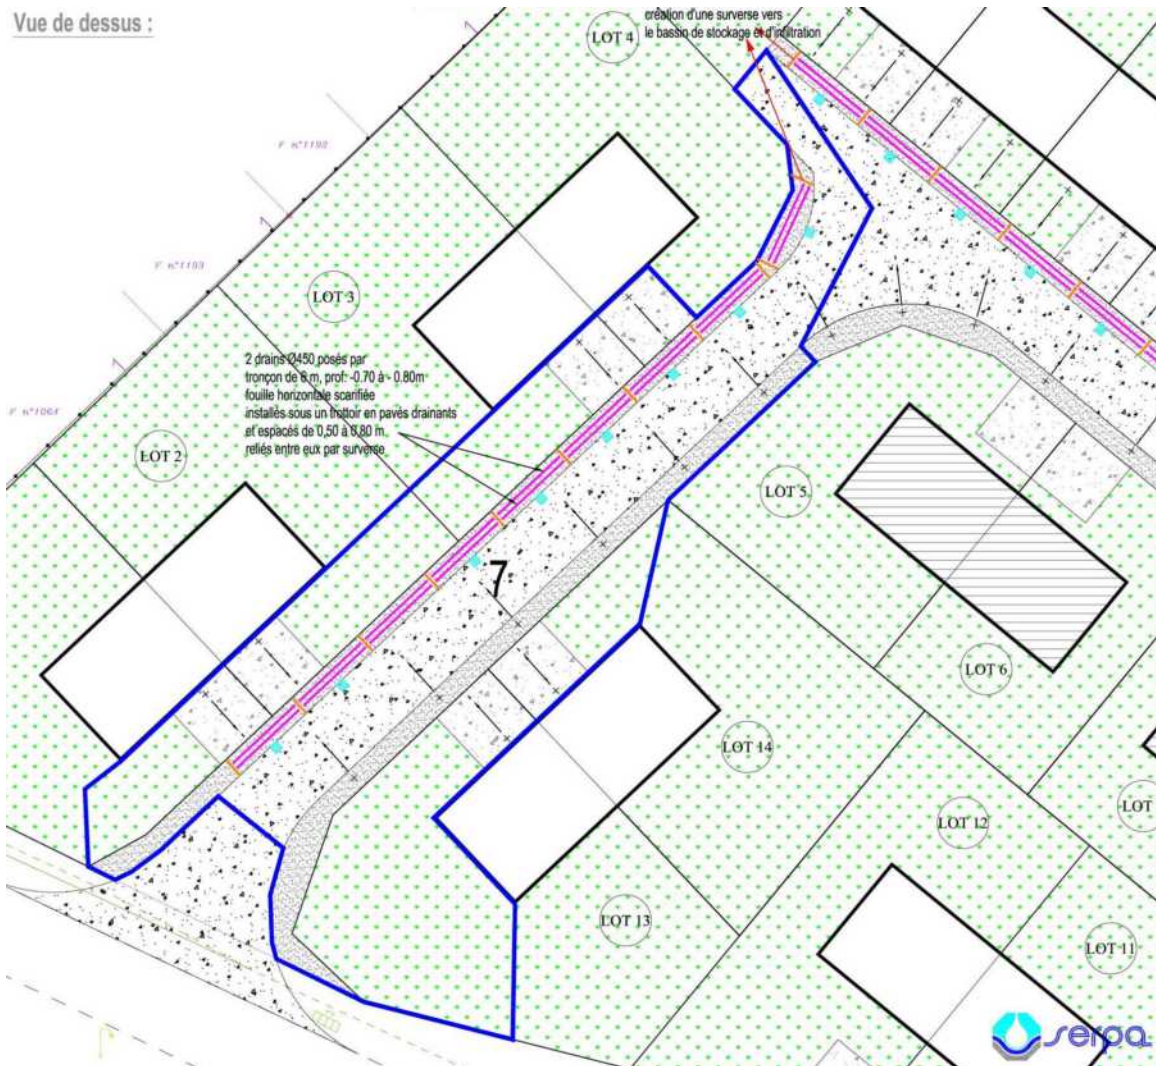 Vue de dessus :
création d'une surverse vers
le bassin de stockage et d'infiltration
LOT 4
F n°1192
F n°1193
LOT 3
2 drains Ø450 posés par
tronçon de 6 m, prof: -0.70 à - 0.80m
fouille horizontale scarifiée
installés sous un trottoir en pavés drainants
et espacés de 0,50 à 0,80 m
reliés entre eux par surverse
F n°1064
LOT 2
LOT 5
7
LOT 6
LOT 14
LOT
LOT 12
LOT 13
LOT 11
serpa